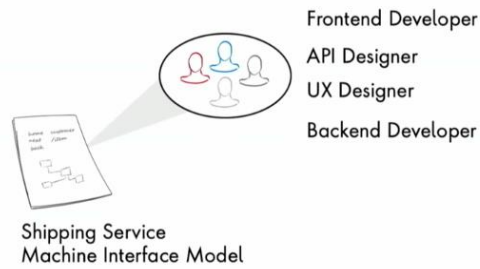 Frontend Developer
API Designer
UX Designer
Backend Developer
Shipping Service
Machine Interface Model